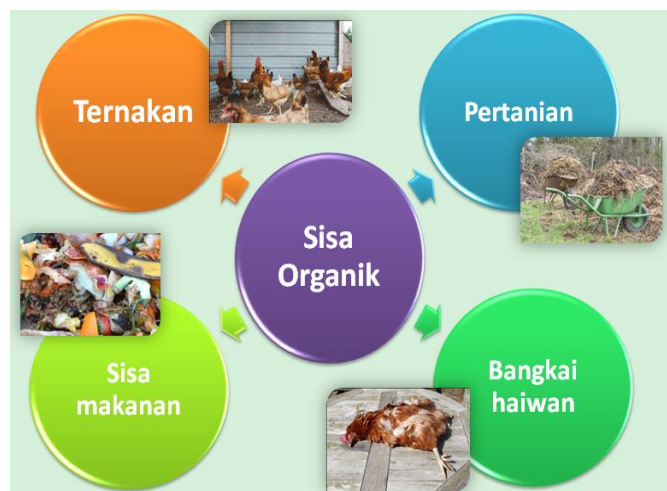 Ternakan
Pertanian
Sisa
Organik
Sisa
makanan
Bangkai
haiwan